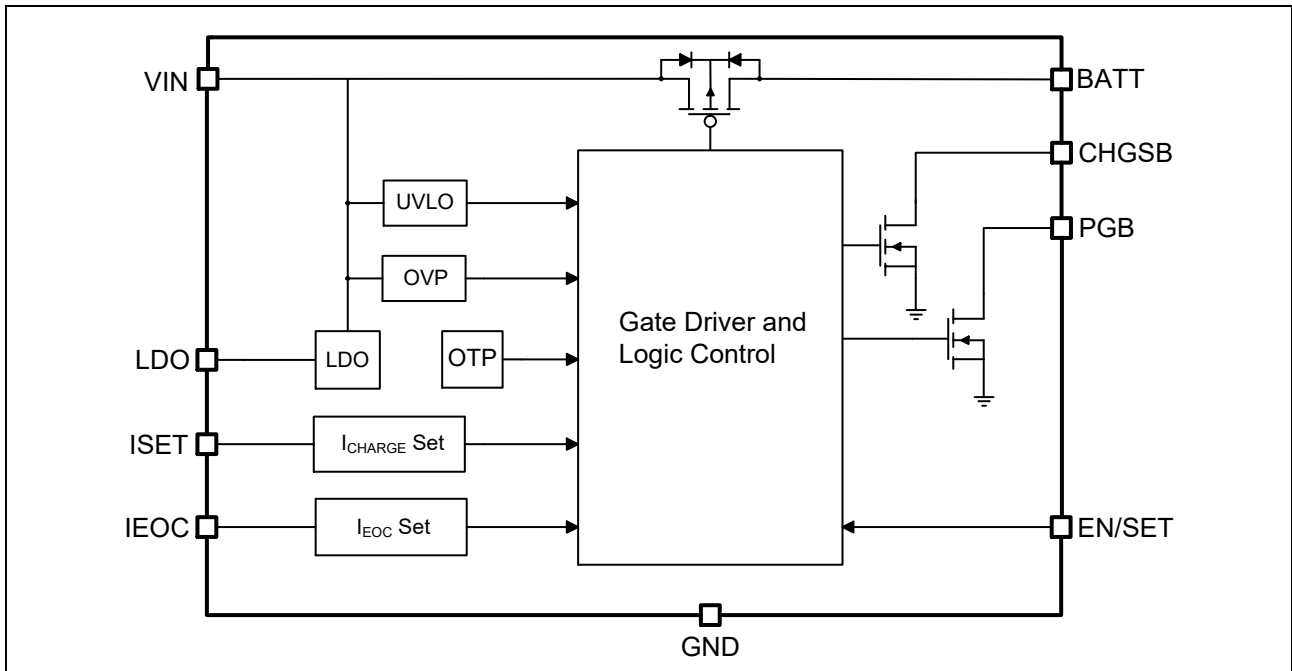 VIN
BATT
CHGSB
UVLO
PGB
OVP
Gate Driver and
Logic Control
LDO
LDO
OTP
ISET
ICHARGE Set
IEOC
IEOC Set
EN/SET
GND